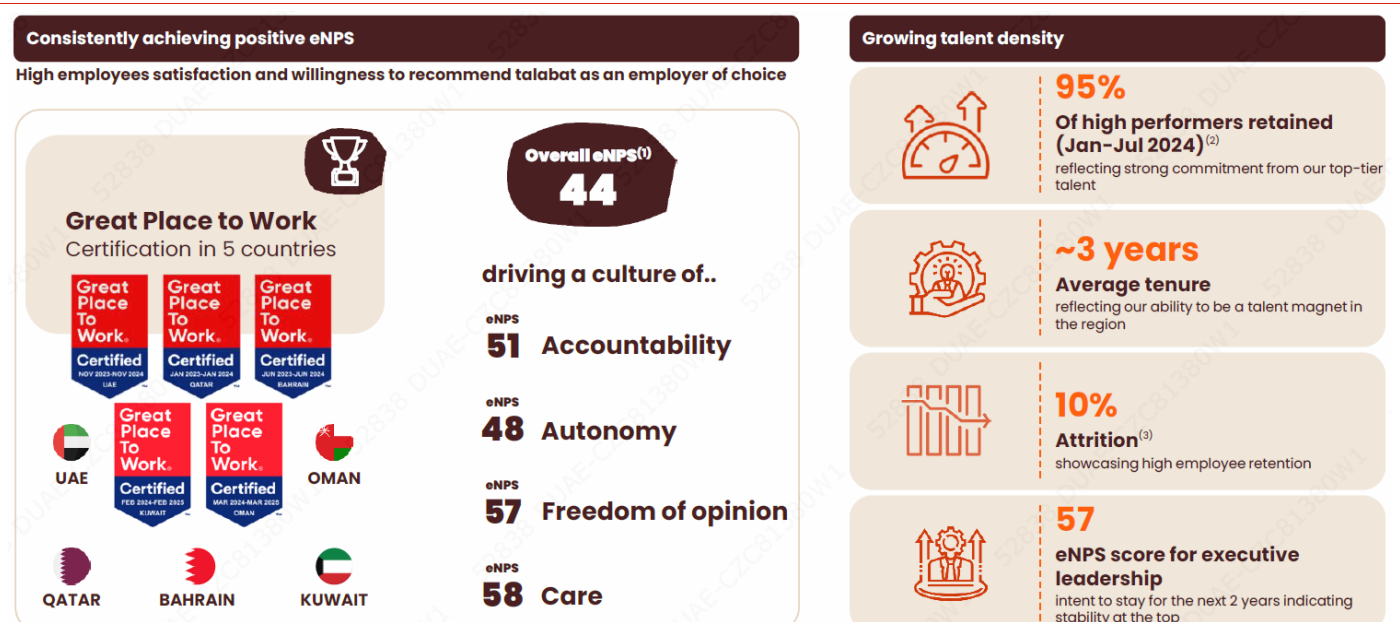 Consistently achieving positive eNPS
High employees satisfaction and willingness to recommend talabat as an employer of choice
Great Place to Work
Certification in 5 countries
Great
Place
To
Work.
Certified
NOV 2023-NOV 2024
UAE
Great
Place
To
Work.
Certified
JAN 2023-JAN 2024
QATAR
Great
Place
To
Work.
Certified
JUN 2023-JUN 2024
BAHRAIN
Great
Place
To
Work.
Certified
FEB 2024-FEB 2025
KUWAIT
Great
Place
To
Work.
Certified
MAR 2024-MAR 2025
OMAN
UAE
OMAN
QATAR
BAHRAIN
KUWAIT
Overall eNPS(1)
44
driving a culture of..
eNPS
51 Accountability
eNPS
48 Autonomy
eNPS
57 Freedom of opinion
eNPS
58 Care
Growing talent density
95%
Of high performers retained
(Jan-Jul 2024)(2)
reflecting strong commitment from our top-tier
talent
~3 years
Average tenure
reflecting our ability to be a talent magnet in
the region
10%
Attrition(3)
showcasing high employee retention
57
eNPS score for executive
leadership
intent to stay for the next 2 years indicating
stability at the top